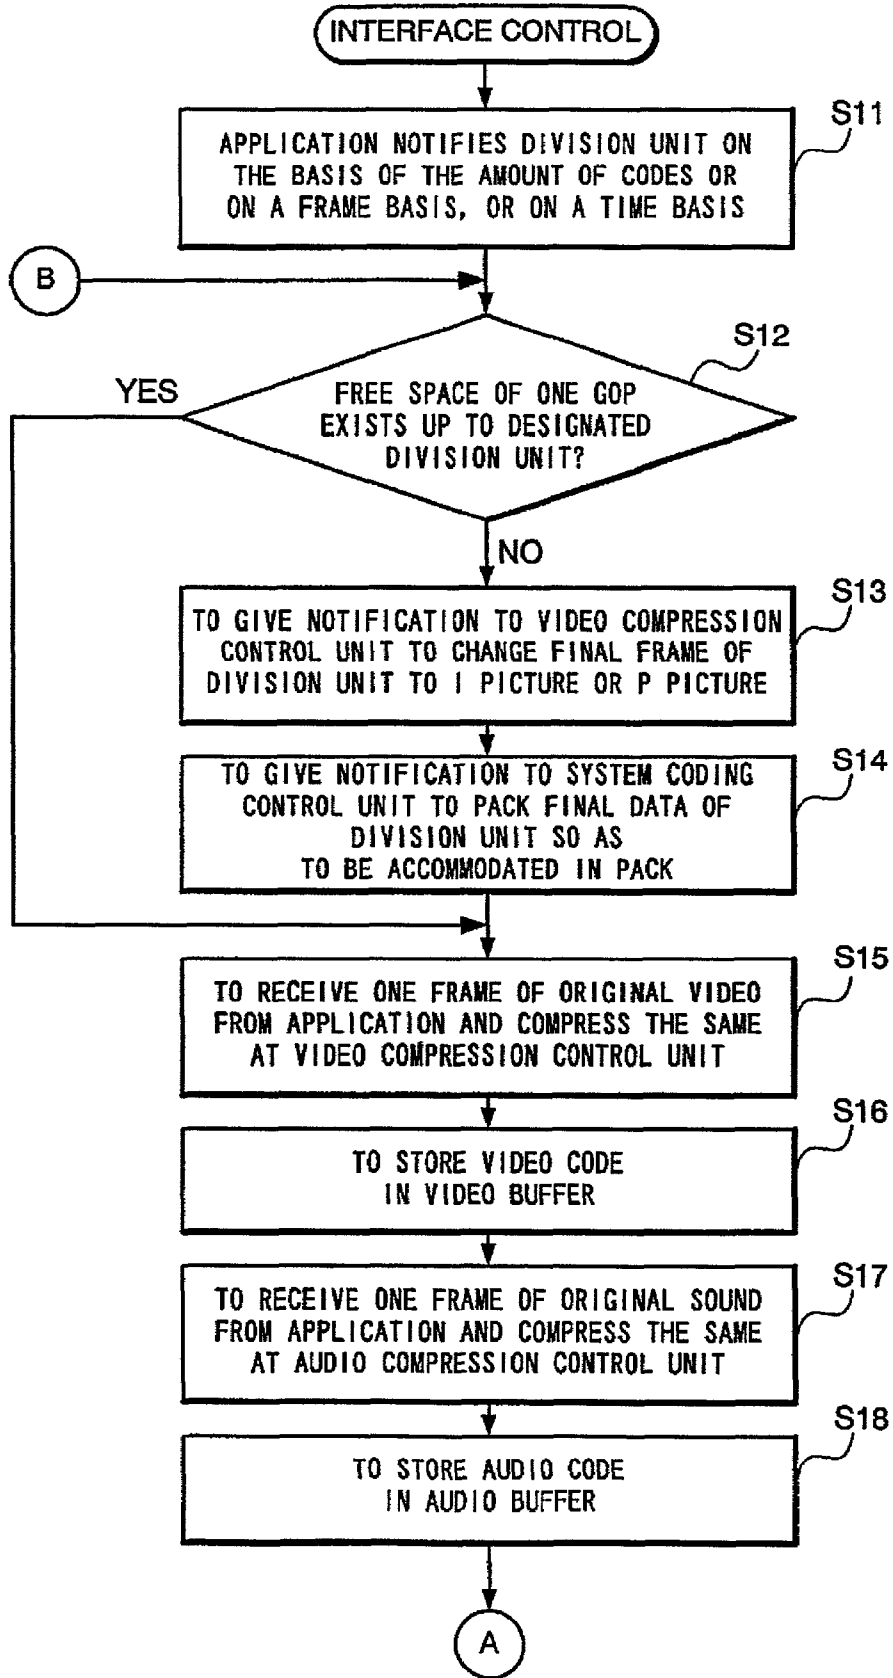 INTERFACE CONTROL
S11
APPLICATION NOTIFIES DIVISION UNIT ON
THE BASIS OF THE AMOUNT OF CODES OR
ON A FRAME BASIS, OR ON A TIME BASIS
B
S12
YES
FREE SPACE OF ONE GOP
EXISTS UP TO DESIGNATED
DIVISION UNIT?
NO
S13
TO GIVE NOTIFICATION TO VIDEO COMPRESSION
CONTROL UNIT TO CHANGE FINAL FRAME OF
DIVISION UNIT TO I PICTURE OR P PICTURE
S14
TO GIVE NOTIFICATION TO SYSTEM CODING
CONTROL UNIT TO PACK FINAL DATA OF
DIVISION UNIT SO AS
TO BE ACCOMMODATED IN PACK
S15
TO RECEIVE ONE FRAME OF ORIGINAL VIDEO
FROM APPLICATION AND COMPRESS THE SAME
AT VIDEO COMPRESSION CONTROL UNIT
S16
TO STORE VIDEO CODE
IN VIDEO BUFFER
S17
TO RECEIVE ONE FRAME OF ORIGINAL SOUND
FROM APPLICATION AND COMPRESS THE SAME
AT AUDIO COMPRESSION CONTROL UNIT
S18
TO STORE AUDIO CODE
IN AUDIO BUFFER
A